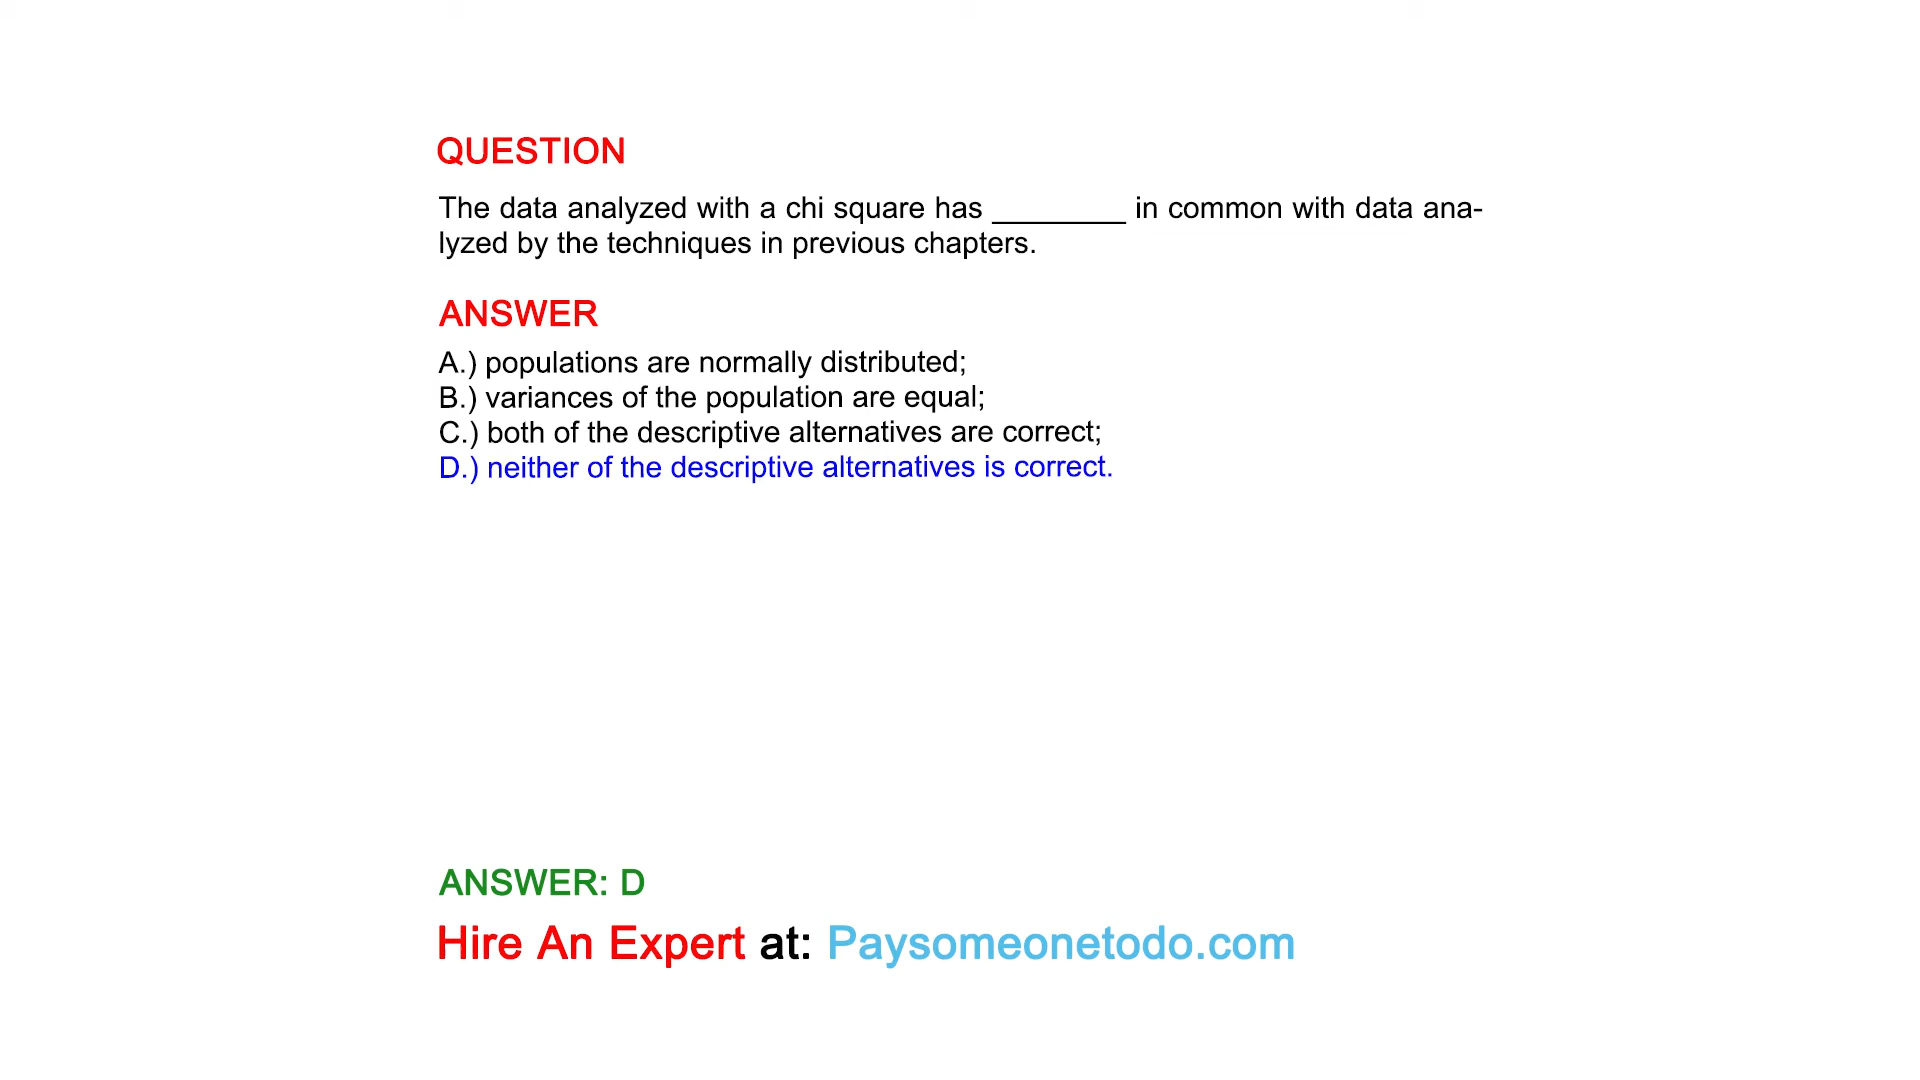 QUESTION
The data analyzed with a chi square has ________ in common with data ana-
lyzed by the techniques in previous chapters.
ANSWER
A.) populations are normally distributed;
B.) variances of the population are equal;
C.) both of the descriptive alternatives are correct;
D.) neither of the descriptive alternatives is correct.
ANSWER: D
Hire An Expert at: Paysomeonetodo.com